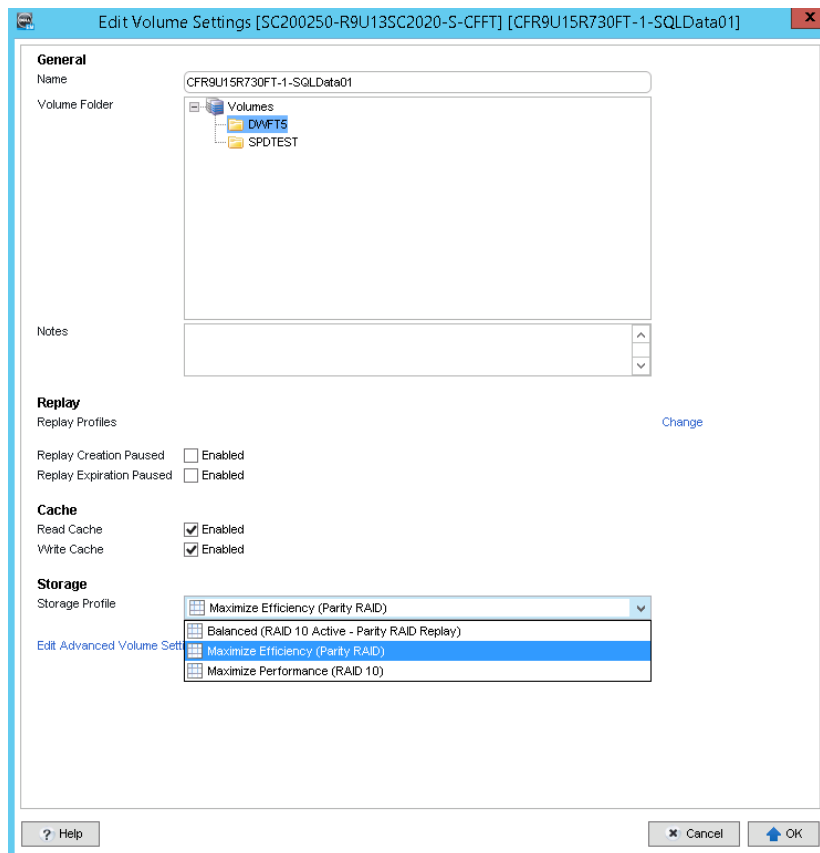 Edit Volume Settings [SC200250-R9U13SC2020-S-CFFT] [CFR9U15R730FT-1-SQLData01]
General
Name CFR9U15R730FT-1-SQLData01
Volume Folder Volumes
DWFT5
SPDTEST
Notes
Replay
Replay Profiles Change
Replay Creation Paused Enabled
Replay Expiration Paused Enabled
Cache
Read Cache Enabled
Write Cache Enabled
Storage
Storage Profile Maximize Efficiency (Parity RAID)
Balanced (RAID 10 Active - Parity RAID Replay)
Edit Advanced Volume Setti Maximize Efficiency (Parity RAID)
Maximize Performance (RAID 10)
? Help Cancel OK